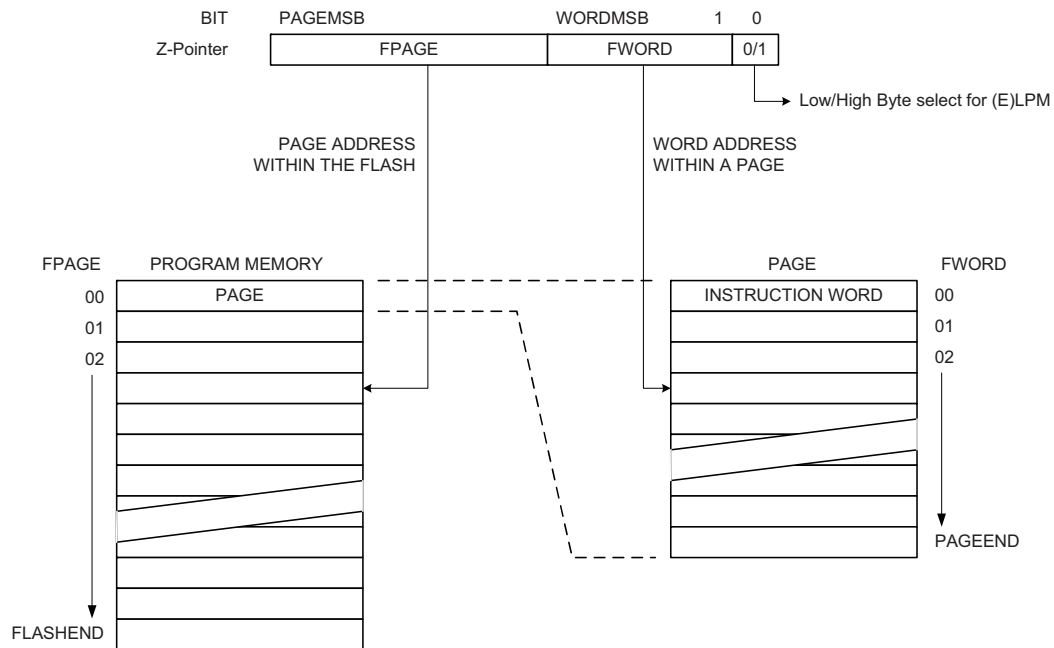 BIT PAGEMSB WORDMSB 1 0
Z-Pointer FPAGE FWORD 0/1
Low/High Byte select for (E)LPM
PAGE ADDRESS
WITHIN THE FLASH
WORD ADDRESS
WITHIN A PAGE
FPAGE PROGRAM MEMORY
00 PAGE
01
02
FLASHEND
PAGE FWORD
INSTRUCTION WORD 00
01
02
PAGEEND